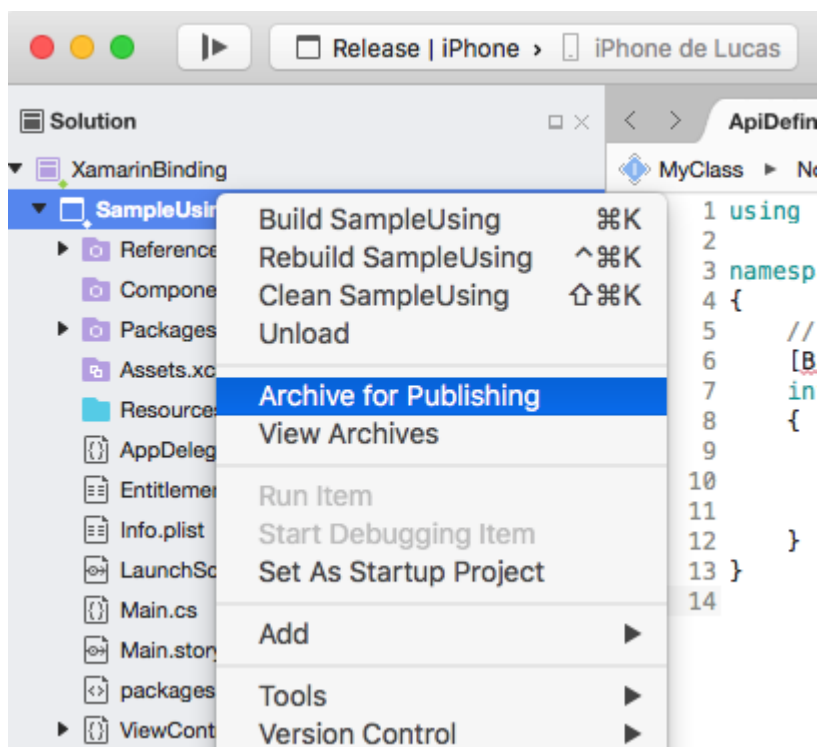 Release | iPhone › iPhone de Lucas
Solution
ApiDefin
XamarinBinding
MyClass ▸ No
SampleUsin
Reference
Compone
Packages
Assets.xc
Resources
AppDeleg
Entitlemen
Info.plist
LaunchSc
Main.cs
Main.story
packages
ViewCont
Build SampleUsing ⌘K
Rebuild SampleUsing ^⌘K
Clean SampleUsing ⇧⌘K
Unload
Archive for Publishing
View Archives
Run Item
Start Debugging Item
Set As Startup Project
Add
Tools
Version Control
1 using
2
3 namesp
4 {
5 //
6 [B
7 in
8 {
9
10
11
12 }
13 }
14